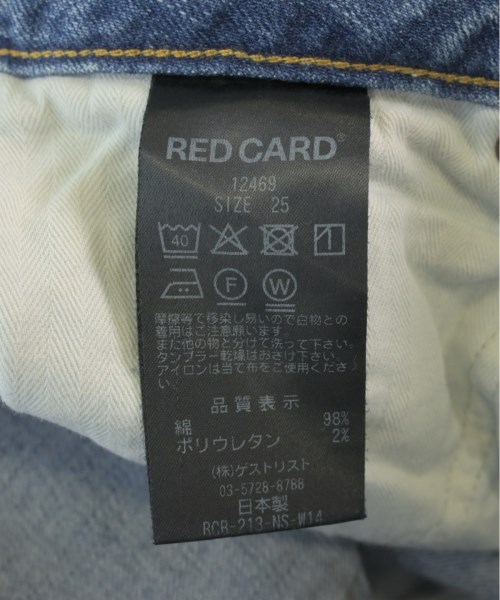 RED CARD®
12469
SIZE 25
40
F W
摩擦等で移染し易いので白物との
着用はご注意願います。
また他の物と分けて洗って下さい。
タンブラー乾燥はおさけ下さい。
アイロンは当て布をご使用くださ
い。
品質表示
綿 98%
ポリウレタン 2%
(株)ゲストリスト
03-5728-8788
日本製
RCR-213-NS-W14